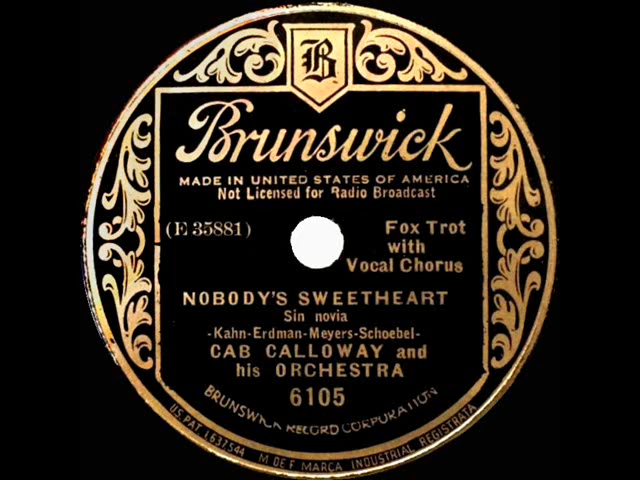 B
Brunswick
MADE IN UNITED STATES OF AMERICA
Not Licensed for Radio Broadcast
(E 35881)
Fox Trot
with
Vocal Chorus
NOBODY'S SWEETHEART
Sin novia
-Kahn-Erdman-Meyers-Schoebel-
CAB CALLOWAY and
his ORCHESTRA
6105
BRUNSWICK RECORD CORPORATION
US. PAT. 1637544 M DE F MARCA INDUSTRIAL REGISTRATA